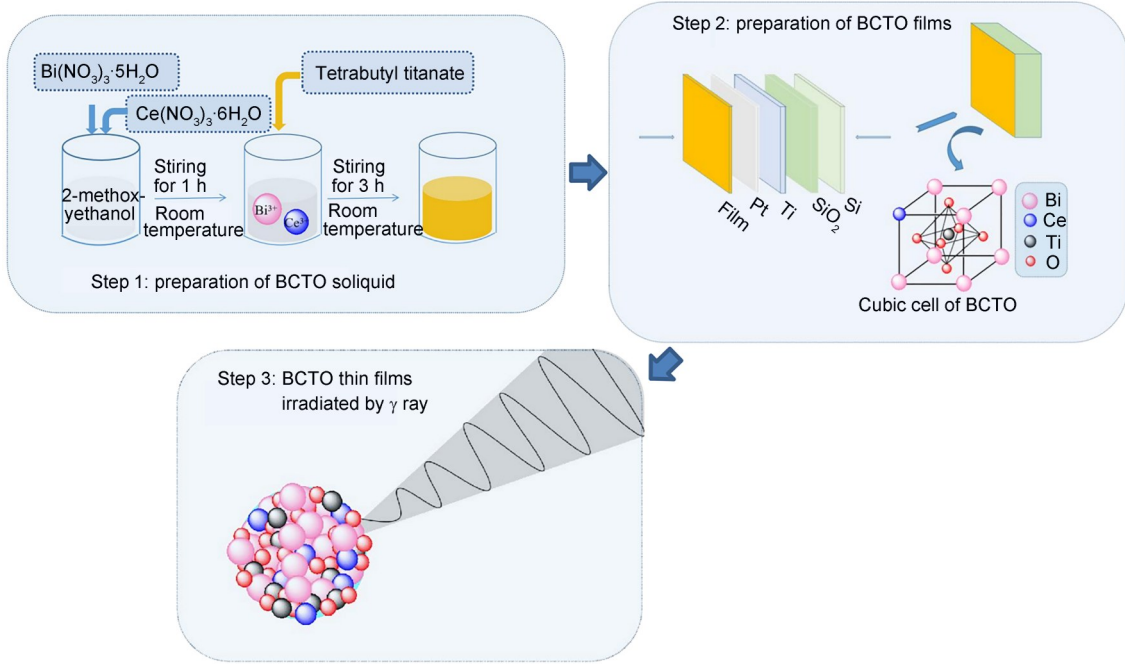 Bi(NO₃)₃·5H₂O
Ce(NO₃)₃·6H₂O
Tetrabutyl titanate
2-methox-
yethanol
Stiring
for 1 h
Room
temperature
Bi³⁺
Ce³⁺
Stiring
for 3 h
Room
temperature
Step 1: preparation of BCTO soliquid
Step 2: preparation of BCTO films
Film
Pt
Ti
SiO₂
Si
Bi
Ce
Ti
O
Cubic cell of BCTO
Step 3: BCTO thin films
irradiated by γ ray